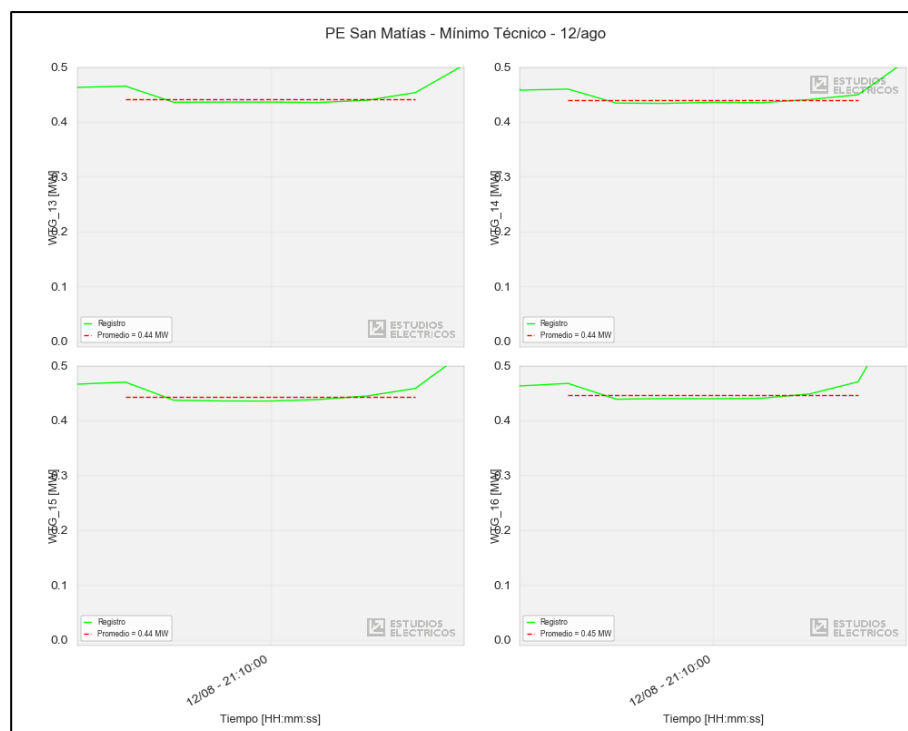 PE San Matías - Mínimo Técnico - 12/ago
0.5
0.4
0.3
0.2
0.1
0.0
WTG_13 [MW]
Registro
Promedio = 0.44 MW
ESTUDIOS
ELECTRICOS
0.5
0.4
0.3
0.2
0.1
0.0
WTG_14 [MW]
ESTUDIOS
ELECTRICOS
Registro
Promedio = 0.44 MW
0.5
0.4
0.3
0.2
0.1
0.0
WTG_15 [MW]
Registro
Promedio = 0.44 MW
ESTUDIOS
ELECTRICOS
12/08 - 21:10:00
Tiempo [HH:mm:ss]
0.5
0.4
0.3
0.2
0.1
0.0
WTG_16 [MW]
Registro
Promedio = 0.45 MW
ESTUDIOS
ELECTRICOS
12/08 - 21:10:00
Tiempo [HH:mm:ss]